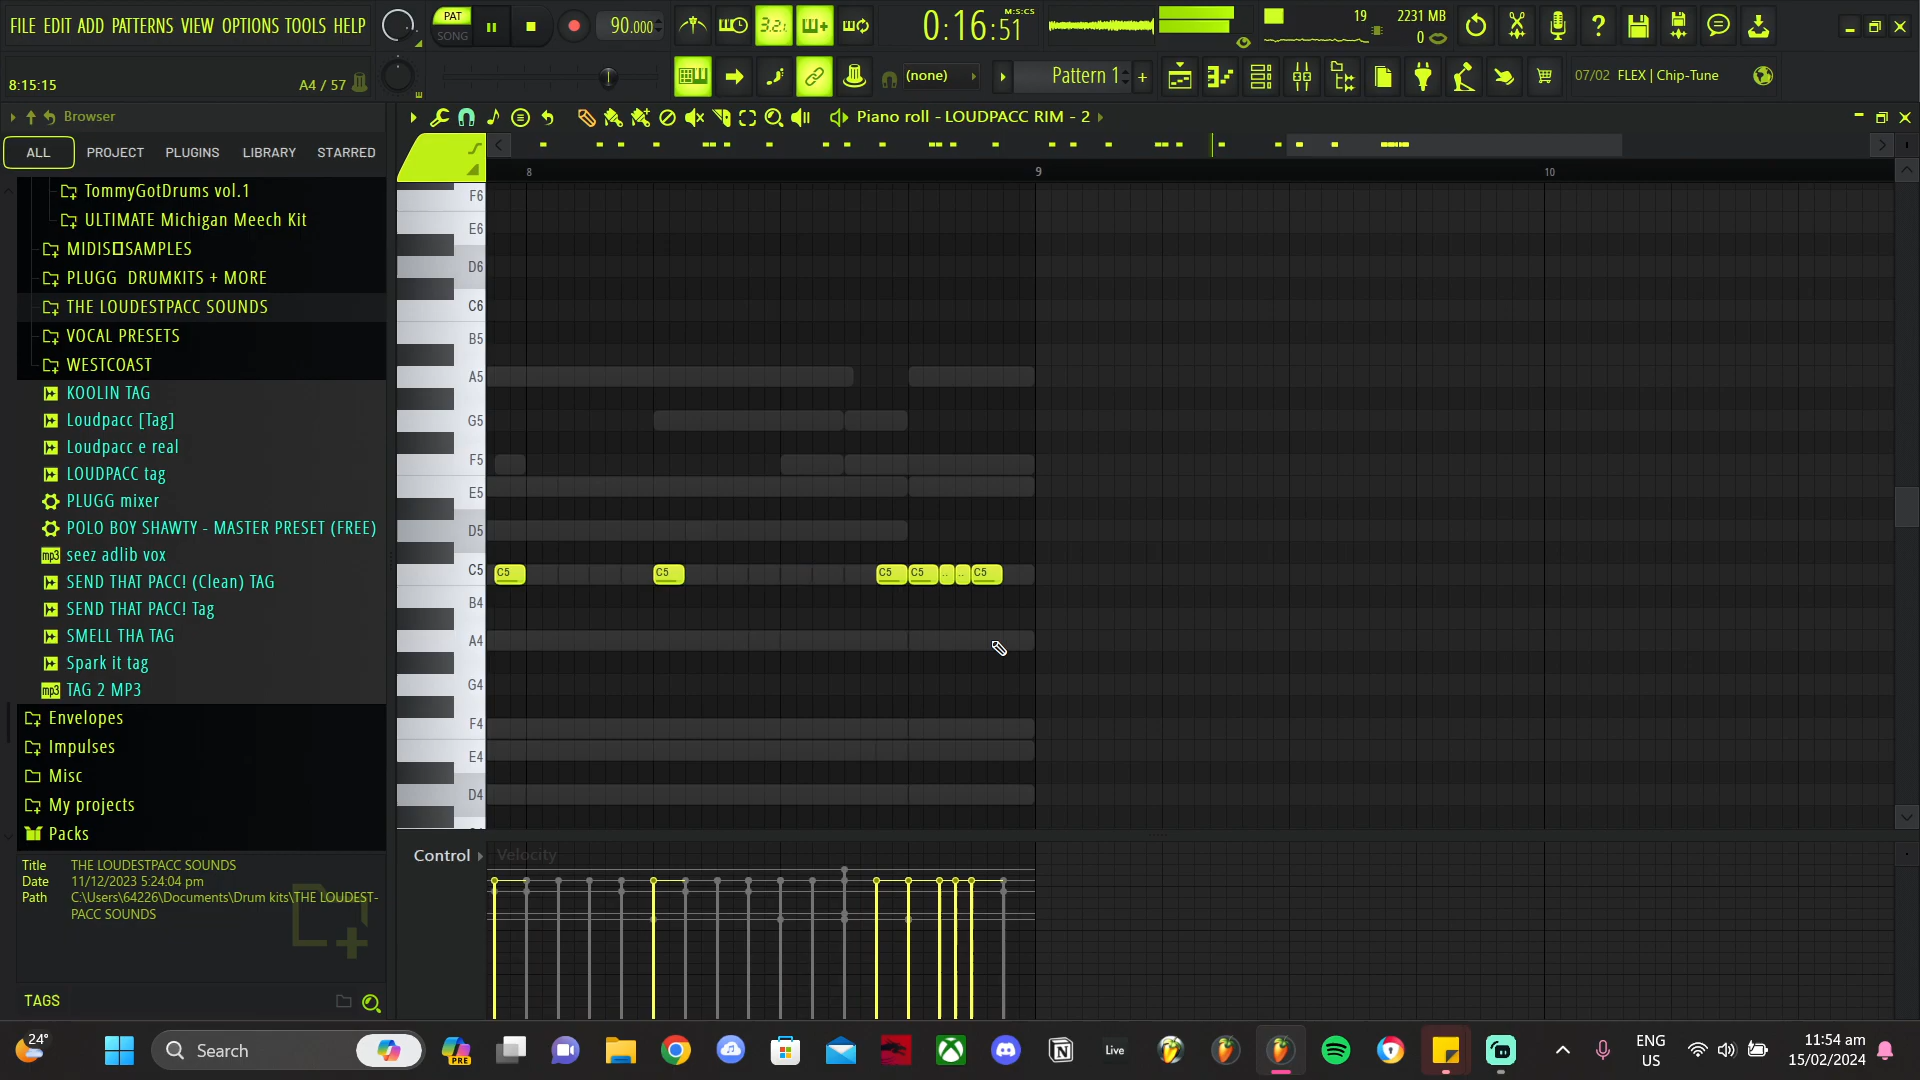 FILE EDIT ADD PATTERNS VIEW OPTIONS TOOLS HELP
PAT
SONG
90.000
3.2.
0:16:51
M:S:CS
19
2231 MB
0
8:15:15
A4 / 57
(none)
Pattern 1
07/02 FLEX | Chip-Tune
Browser
Piano roll - LOUDPACC RIM - 2
ALL PROJECT PLUGINS LIBRARY STARRED
TommyGotDrums vol.1
ULTIMATE Michigan Meech Kit
MIDIS▯SAMPLES
PLUGG DRUMKITS + MORE
THE LOUDESTPACC SOUNDS
VOCAL PRESETS
WESTCOAST
KOOLIN TAG
Loudpacc [Tag]
Loudpacc e real
LOUDPACC tag
PLUGG mixer
POLO BOY SHAWTY - MASTER PRESET (FREE)
mp3 seez adlib vox
SEND THAT PACC! (Clean) TAG
SEND THAT PACC! Tag
SMELL THA TAG
Spark it tag
mp3 TAG 2 MP3
Envelopes
Impulses
Misc
My projects
Packs
Title THE LOUDESTPACC SOUNDS
Date 11/12/2023 5:24:04 pm
Path C:\Users\64226\Documents\Drum kits\THE LOUDEST-
PACC SOUNDS
TAGS
8 9 10
F6
E6
D6
C6
B5
A5
G5
F5
E5
D5
C5
B4
A4
G4
F4
E4
D4
C5 C5 C5 C5 .. .. C5
Control
Velocity
24°
Search
PRE
Live
ENG
US
11:54 am
15/02/2024